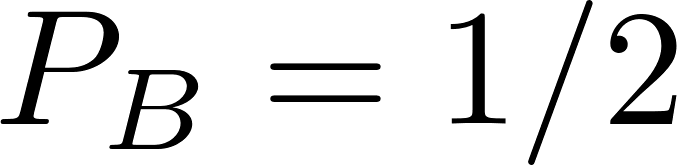 P_B = 1/2